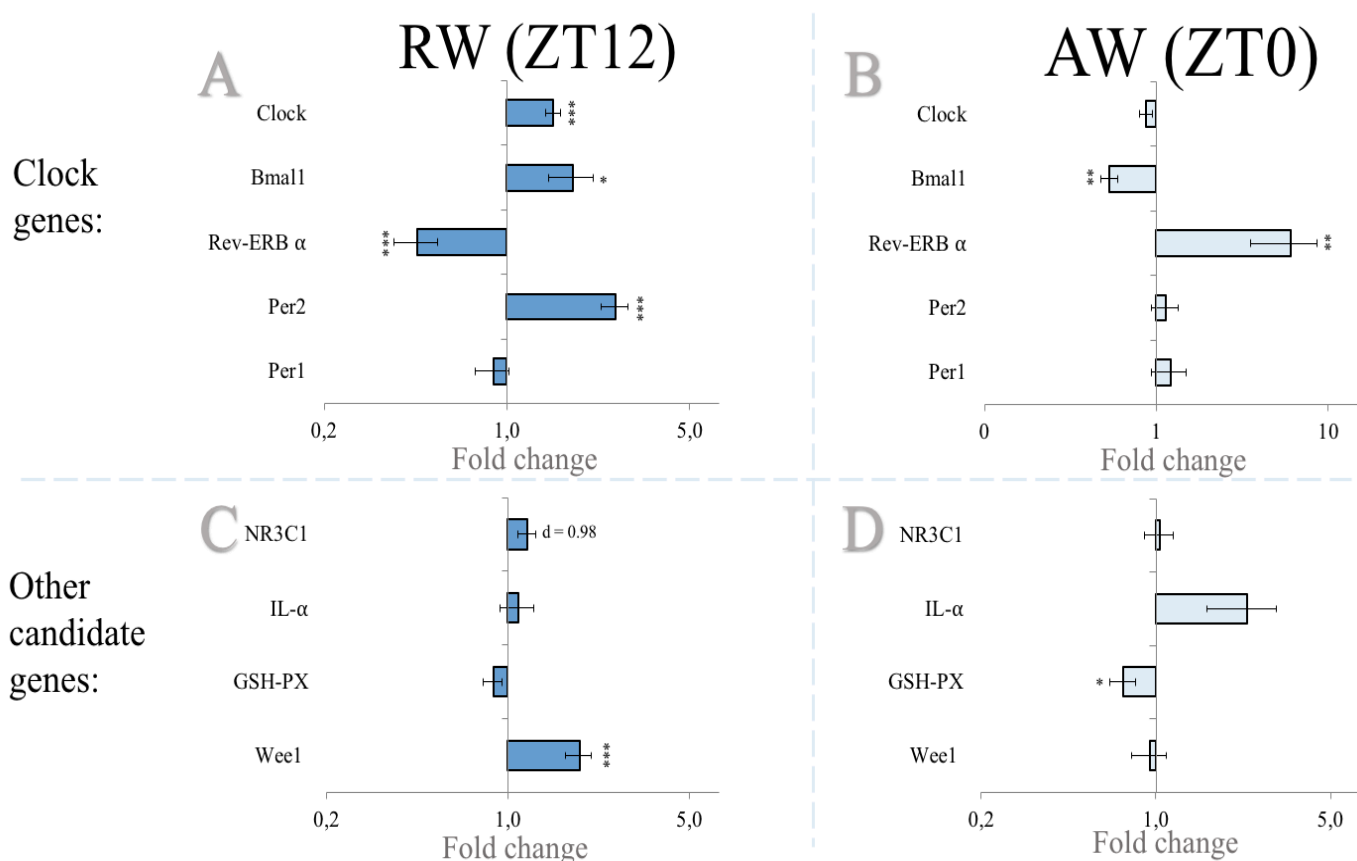 RW (ZT12)
AW (ZT0)
A
B
Clock genes:
Clock
***
Bmal1
*
Rev-ERB α
***
Per2
***
Per1
0,2
1,0
5,0
Fold change
Clock
Bmal1
**
Rev-ERB α
**
Per2
Per1
0
1
10
Fold change
Other
candidate
genes:
C
NR3C1
d = 0.98
IL-α
GSH-PX
Wee1
***
0,2
1,0
5,0
Fold change
D
NR3C1
IL-α
GSH-PX
*
Wee1
0,2
1,0
5,0
Fold change